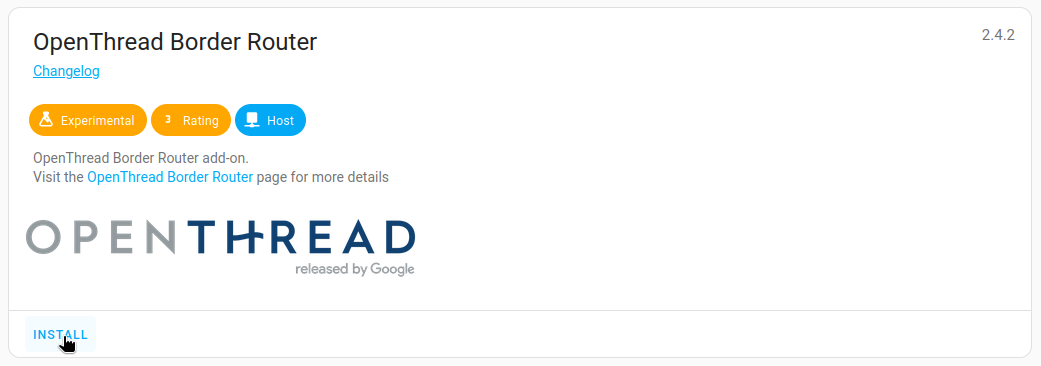 OpenThread Border Router
2.4.2
Changelog
Experimental
3 Rating
Host
OpenThread Border Router add-on.
Visit the OpenThread Border Router page for more details
OPENTHREAD
released by Google
INSTALL